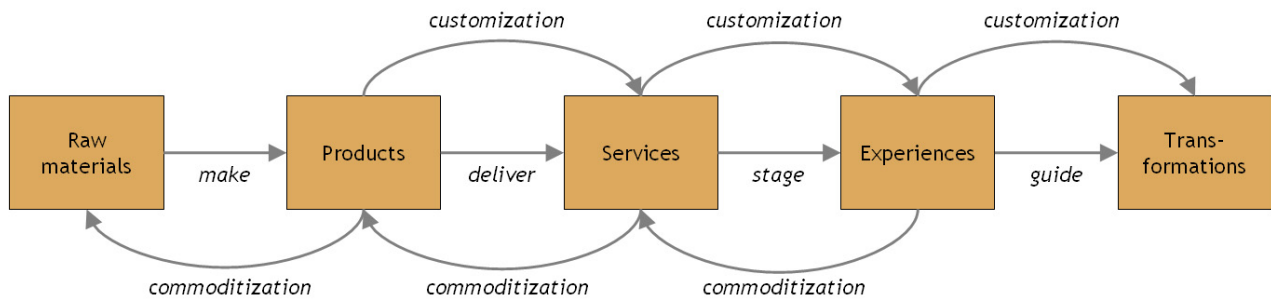 customization
customization
customization
Raw
materials
make
Products
deliver
Services
stage
Experiences
guide
Trans-
formations
commoditization
commoditization
commoditization